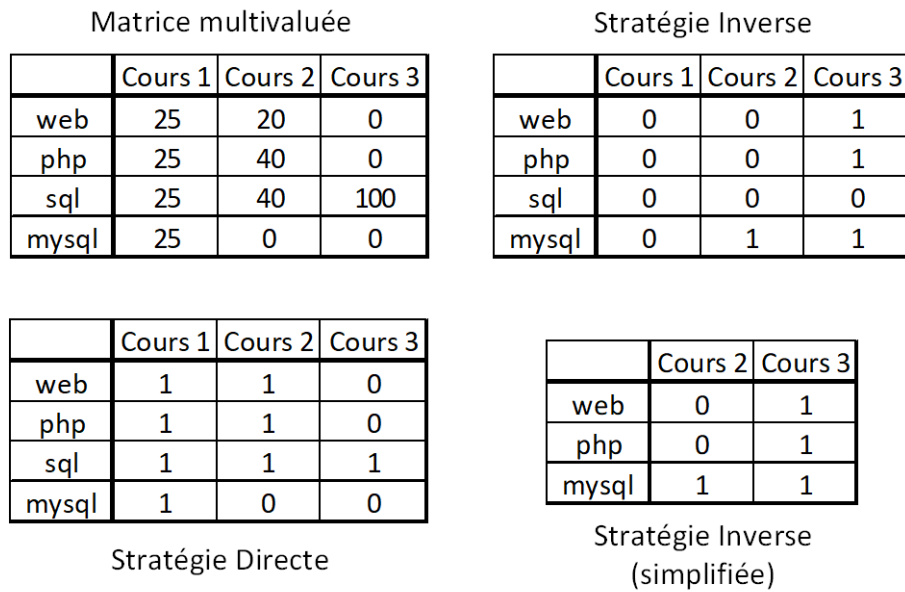 Matrice multivaluée
Cours 1 Cours 2 Cours 3
web 25 20 0
php 25 40 0
sql 25 40 100
mysql 25 0 0
Stratégie Inverse
Cours 1 Cours 2 Cours 3
web 0 0 1
php 0 0 1
sql 0 0 0
mysql 0 1 1
Cours 1 Cours 2 Cours 3
web 1 1 0
php 1 1 0
sql 1 1 1
mysql 1 0 0
Stratégie Directe
Cours 2 Cours 3
web 0 1
php 0 1
mysql 1 1
Stratégie Inverse
(simplifiée)